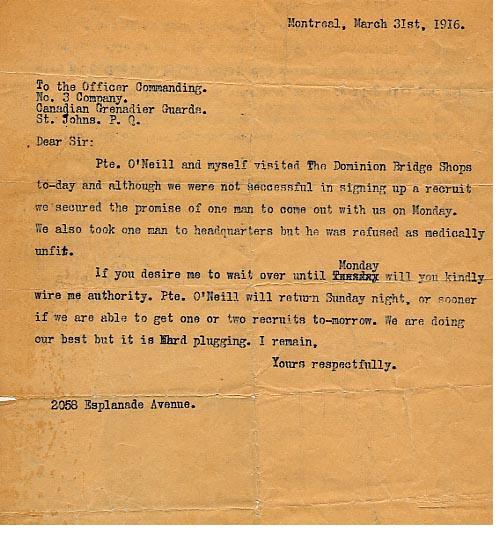 Montreal, March 31st, 1916.
To the Officer Commanding.
No. 3 Company.
Canadian Grenadier Guards.
St. Johns. P. Q.
Dear Sir:
Pte. O'Neill and myself visited The Dominion Bridge Shops
to-day and although we were not seccessful in signing up a recruit
we secured the promise of one man to come out with us on Monday.
We also took one man to headquarters but he was refused as medically
unfit.
Monday
If you desire me to wait over until will you kindly
wire me authority. Pte. O'Neill will return Sunday night, or sooner
if we are able to get one or two recruits to-morrow. We are doing
our best but it is Hard plugging. I remain,
Yours respectfully.
2058 Esplanade Avenue.